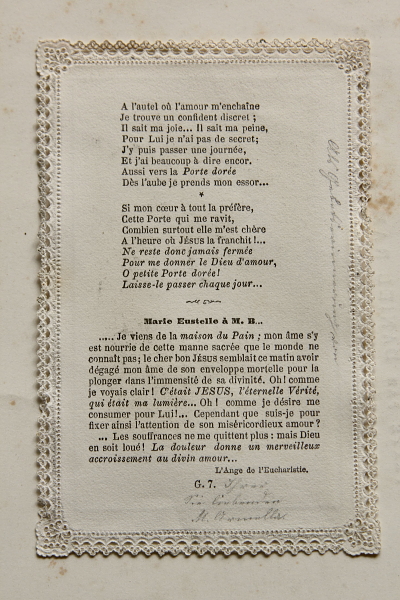 A l'autel où l'amour m'enchaîne
Je trouve un confident discret ;
Il sait ma joie... Il sait ma peine,
Pour Lui je n'ai pas de secret;
J'y puis passer une journée,
Et j'ai beaucoup à dire encor.
Aussi vers la Porte dorée
Dès l'aube je prends mon essor...
*
Si mon cœur à tout la préfère,
Cette Porte qui me ravit,
Combien surtout elle m'est chère
A l'heure où JÉSUS la franchit !...
Ne reste donc jamais fermée
Pour me donner le Dieu d'amour,
O petite Porte dorée!
Laisse-le passer chaque jour...
Marie Eustelle à M. B...
..... Je viens de la maison du Pain ; mon âme s'y
est nourrie de cette manne sacrée que le monde ne
connaît pas; le cher bon Jésus semblait ce matin avoir
dégagé mon âme de son enveloppe mortelle pour la
plonger dans l'immensité de sa divinité. Oh! comme
je voyais clair ! C'était JESUS, l'éternelle Vérité,
qui était ma lumière... Oh ! comme je désire me
consumer pour Lui!... Cependant que suis-je pour
fixer ainsi l'attention de son miséricordieux amour ?
... Les souffrances ne me quittent plus : mais Dieu
en soit loué! La douleur donne un merveilleux
accroissement au divin amour...
L'Ange de l'Eucharistie.
G. 7.